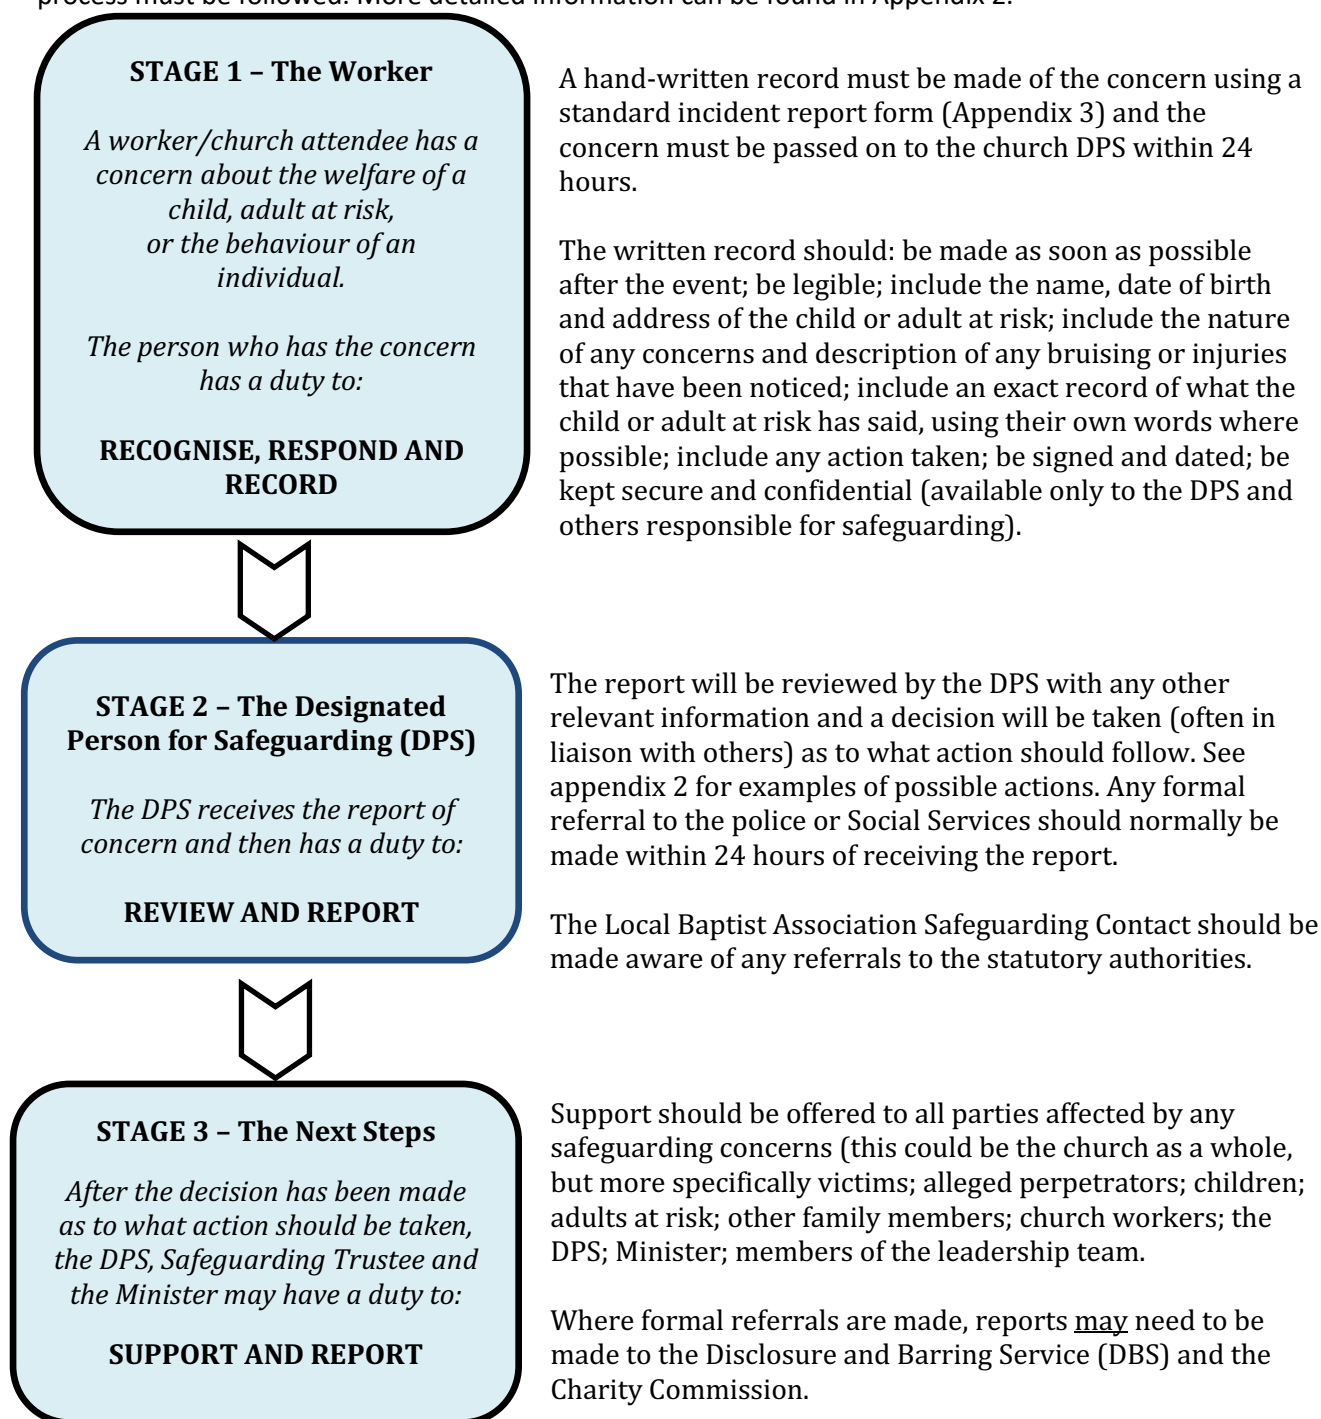 process must be followed. More detailed information can be found in Appendix 2.
STAGE 1 – The Worker
A worker/church attendee has a
concern about the welfare of a
child, adult at risk,
or the behaviour of an
individual.
The person who has the concern
has a duty to:
RECOGNISE, RESPOND AND
RECORD
A hand-written record must be made of the concern using a
standard incident report form (Appendix 3) and the
concern must be passed on to the church DPS within 24
hours.
The written record should: be made as soon as possible
after the event; be legible; include the name, date of birth
and address of the child or adult at risk; include the nature
of any concerns and description of any bruising or injuries
that have been noticed; include an exact record of what the
child or adult at risk has said, using their own words where
possible; include any action taken; be signed and dated; be
kept secure and confidential (available only to the DPS and
others responsible for safeguarding).
STAGE 2 – The Designated
Person for Safeguarding (DPS)
The DPS receives the report of
concern and then has a duty to:
REVIEW AND REPORT
The report will be reviewed by the DPS with any other
relevant information and a decision will be taken (often in
liaison with others) as to what action should follow. See
appendix 2 for examples of possible actions. Any formal
referral to the police or Social Services should normally be
made within 24 hours of receiving the report.
The Local Baptist Association Safeguarding Contact should be
made aware of any referrals to the statutory authorities.
STAGE 3 – The Next Steps
After the decision has been made
as to what action should be taken,
the DPS, Safeguarding Trustee and
the Minister may have a duty to:
SUPPORT AND REPORT
Support should be offered to all parties affected by any
safeguarding concerns (this could be the church as a whole,
but more specifically victims; alleged perpetrators; children;
adults at risk; other family members; church workers; the
DPS; Minister; members of the leadership team.
Where formal referrals are made, reports may need to be
made to the Disclosure and Barring Service (DBS) and the
Charity Commission.